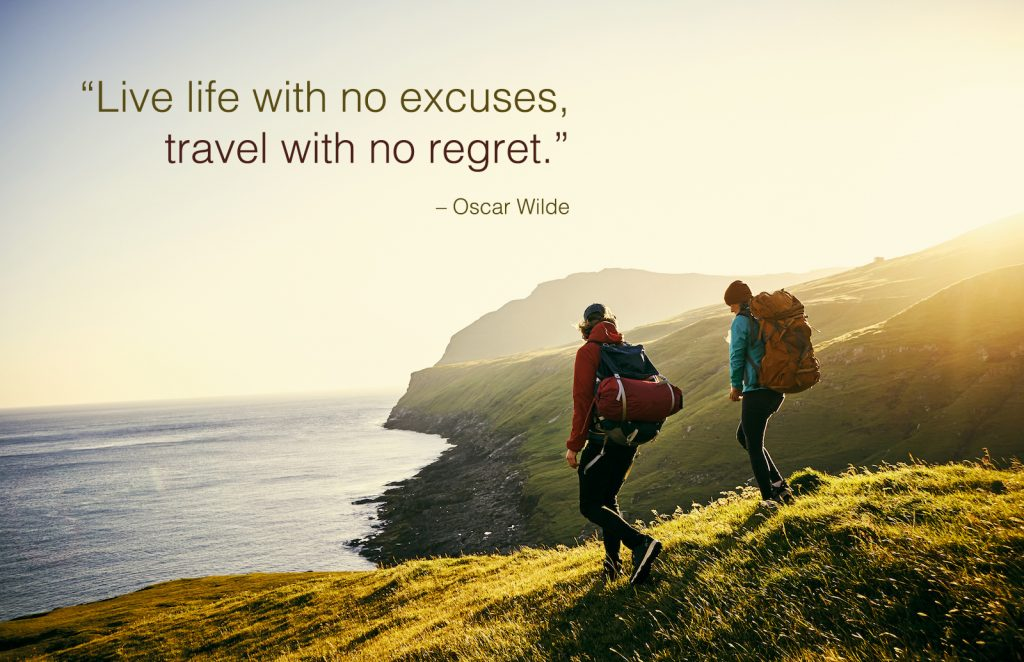 “Live life with no excuses,
travel with no regret.”
– Oscar Wilde